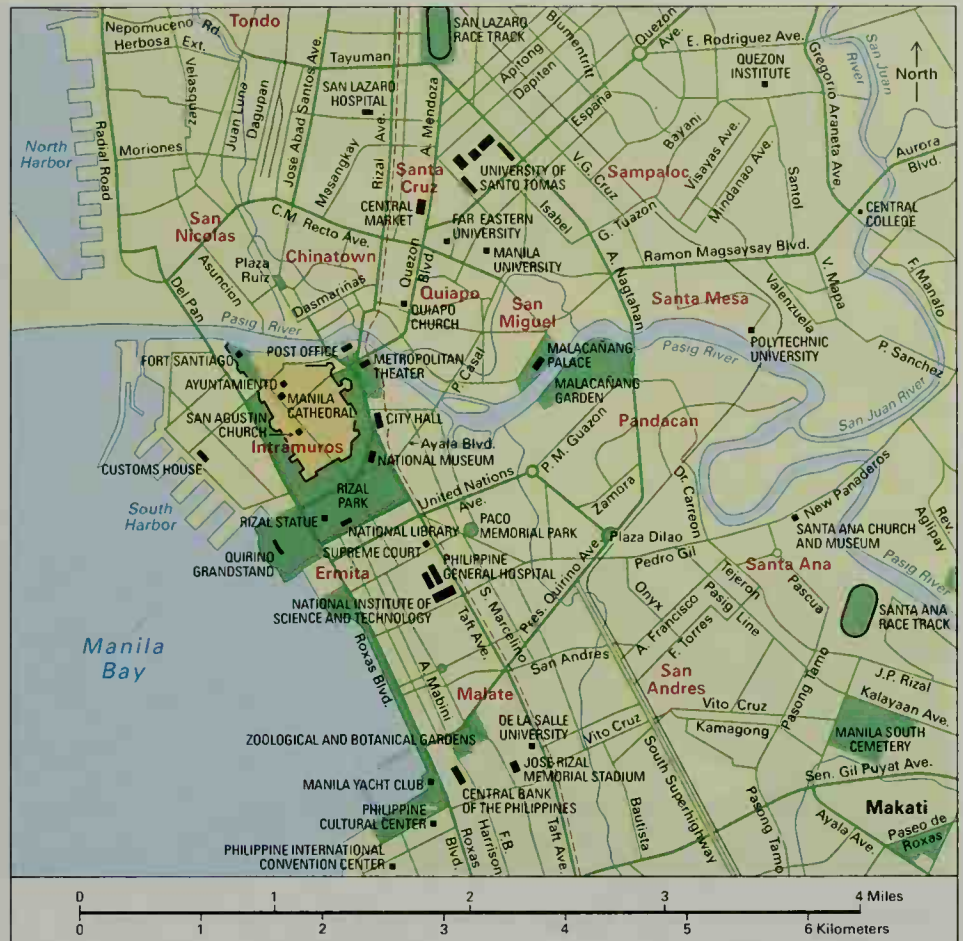 Tondo
SAN LAZARO
RACE TRACK
Nepomuceno
Rd.
Herbosa Ext.
Tayuman
Blumentritt
Apitong
Dapiten
Quezon
Ave.
E. Rodriguez Ave.
QUEZON
INSTITUTE
San Juan
River
North
Gregorio Araneta Ave
Velasquez
Juan Luna
Dagupan
Jose Abad Santos Ave.
SAN LAZARO
HOSPITAL
Rizal Ave.
A. Mendoza
España
North
Harbor
Radial Road
Moriones
Masangkay
Santa
Cruz
UNIVERSITY OF
SANTO TOMAS
V.G. Cruz
Bayani
Visayas Ave.
Mindanao Ave.
Sampaloc
Santol
Aurora
Blvd.
CENTRAL
MARKET
C.M. Recto Ave.
FAR EASTERN
UNIVERSITY
Isabel
G. Tuazon
CENTRAL
COLLEGE
San
Nicolas
Chinatown
Plaza
Ruiz
Asuncion
Quezon
Blvd.
MANILA
UNIVERSITY
Ramon Magsaysay Blvd.
A. Nagtahan
V. Mapa
F. Manalo
Del Pan
Dasmariñas
Quiapo
QUIAPO
CHURCH
San
Miguel
Santa Mesa
Valenzuela
Pasig River
POST OFFICE
METROPOLITAN
THEATER
P. Casal
MALACAÑANG
PALACE
Pasig River
POLYTECHNIC
UNIVERSITY
P. Sanchez
FORT SANTIAGO
AYUNTAMIENTO
MANILA
CATHEDRAL
MALACAÑANG
GARDEN
SAN AGUSTIN
CHURCH
Intramuros
CITY HALL
Ayala Blvd.
NATIONAL MUSEUM
Pandacan
San Juan River
CUSTOMS HOUSE
P. M. Guazon
South
Harbor
RIZAL
PARK
United Nations
Ave.
Zamora
Dr. Carreon
New Panaderos
RIZAL STATUE
NATIONAL LIBRARY
PACO
MEMORIAL PARK
SANTA ANA CHURCH
AND MUSEUM
Rev.
Aglipay
QUIRINO
GRANDSTAND
SUPREME COURT
Plaza Dilao
Pedro Gil
Ermita
PHILIPPINE
GENERAL HOSPITAL
Santa Ana
Pasig River
NATIONAL INSTITUTE OF
SCIENCE AND TECHNOLOGY
Pres. Quirino Ave.
Onyx
A. Francisco
F. Torres
Tejeroh
Pasig
Line
Pascua
SANTA ANA
RACE TRACK
Manila
Bay
Roxas Blvd.
Taft Ave.
S. Marcelino
San Andres
A. Mabini
Malate
San
Andres
Pasong Tamo
J.P. Rizal
Kalayaan Ave.
Vito Cruz
Kamagong
ZOOLOGICAL AND BOTANICAL GARDENS
DE LA SALLE
UNIVERSITY
Vito Cruz
MANILA SOUTH
CEMETERY
JOSE RIZAL
MEMORIAL STADIUM
Sen. Gil Puyat Ave.
MANILA YACHT CLUB
CENTRAL BANK
OF THE PHILIPPINES
South Superhighway
Makati
PHILIPPINE
CULTURAL CENTER
Ayala Ave.
Paseo de
Roxas
PHILIPPINE INTERNATIONAL
CONVENTION CENTER
Roxas
Blvd.
F.B.
Harrison
Taft Ave.
Bautista
Pasong Tamo
0 1 2 3 4 Miles
0 1 2 3 4 5 6 Kilometers